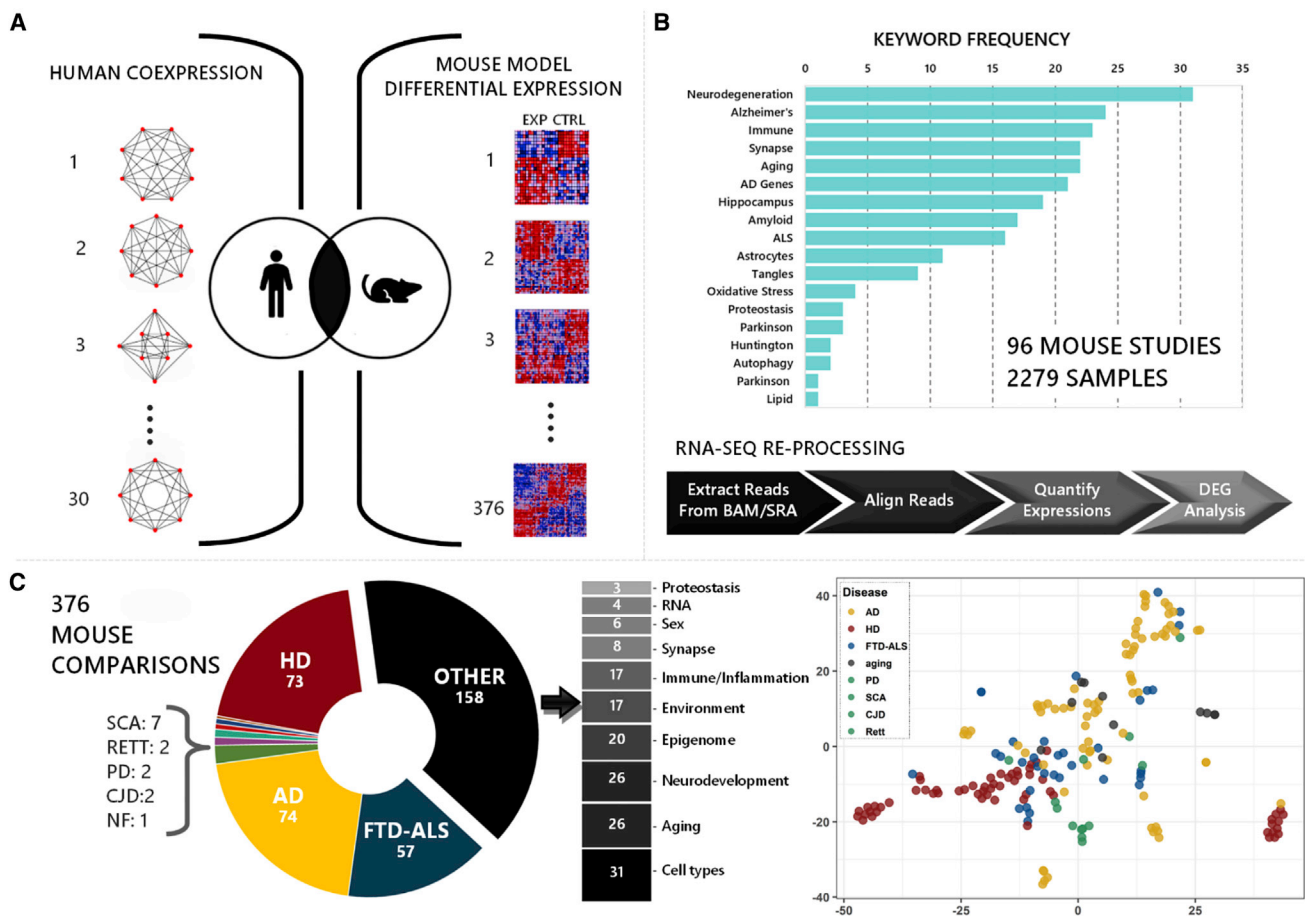 A
HUMAN COEXPRESSION
1
2
3
30
MOUSE MODEL
DIFFERENTIAL EXPRESSION
EXP CTRL
1
2
3
376
B
KEYWORD FREQUENCY
0 5 10 15 20 25 30 35
Neurodegeneration
Alzheimer's
Immune
Synapse
Aging
AD Genes
Hippocampus
Amyloid
ALS
Astrocytes
Tangles
Oxidative Stress
Proteostasis
Parkinson
Huntington
Autophagy
Parkinson
Lipid
96 MOUSE STUDIES
2279 SAMPLES
RNA-SEQ RE-PROCESSING
Extract Reads
From BAM/SRA
Align Reads
Quantify
Expressions
DEG
Analysis
C
376
MOUSE
COMPARISONS
SCA: 7
RETT: 2
PD: 2
CJD:2
NF: 1
HD
73
OTHER
158
AD
74
FTD-ALS
57
3 - Proteostasis
4 - RNA
6 - Sex
8 - Synapse
17 - Immune/Inflammation
17 - Environment
20 - Epigenome
26 - Neurodevelopment
26 - Aging
31 - Cell types
Disease
AD
HD
FTD-ALS
aging
PD
SCA
CJD
Rett
40
20
0
-20
-40
-50 -25 0 25